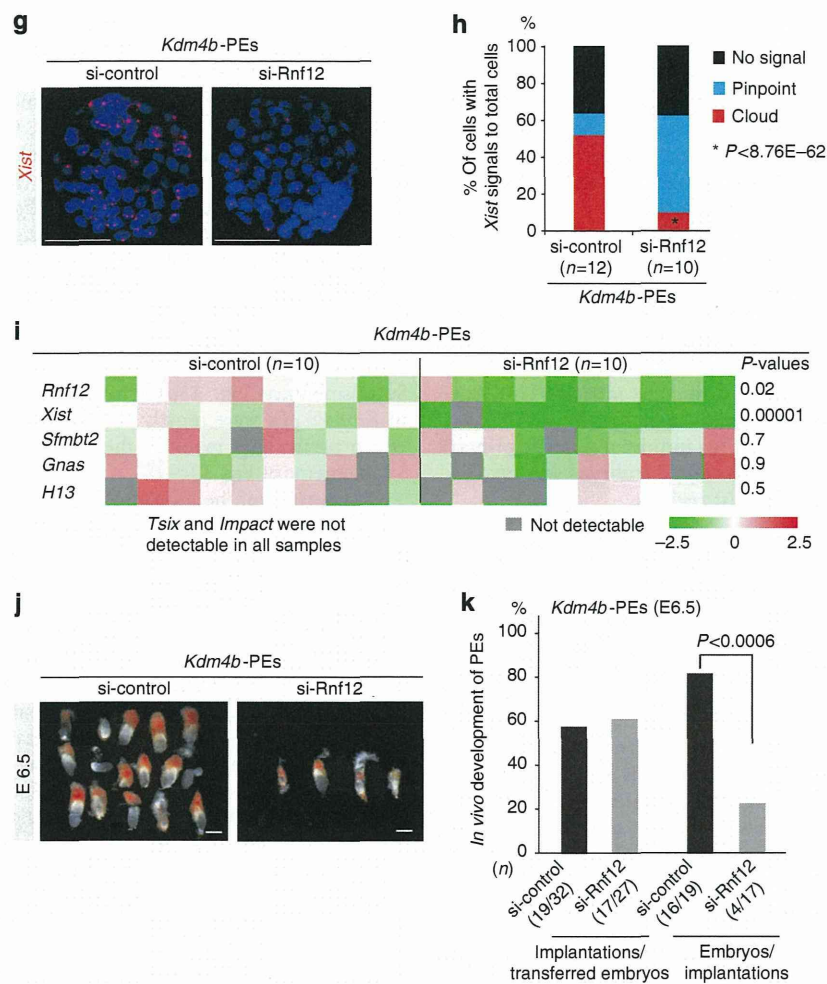 g
Kdm4b-PEs
si-control si-Rnf12
Xist
h
%
100
80
60
40
20
0
% Of cells with
Xist signals to total cells
No signal
Pinpoint
Cloud
* P<8.76E–62
*
si-control si-Rnf12
(n=12) (n=10)
Kdm4b-PEs
i
Kdm4b-PEs
si-control (n=10) si-Rnf12 (n=10) P-values
Rnf12 0.02
Xist 0.00001
Sfmbt2 0.7
Gnas 0.9
H13 0.5
Tsix and Impact were not
detectable in all samples
Not detectable
–2.5 0 2.5
j
Kdm4b-PEs
si-control si-Rnf12
E 6.5
k
% Kdm4b-PEs (E6.5)
100
80
60
40
20
0
In vivo development of PEs
P<0.0006
(n)
si-control
(19/32)
si-Rnf12
(17/27)
si-control
(16/19)
si-Rnf12
(4/17)
Implantations/
transferred embryos
Embryos/
implantations